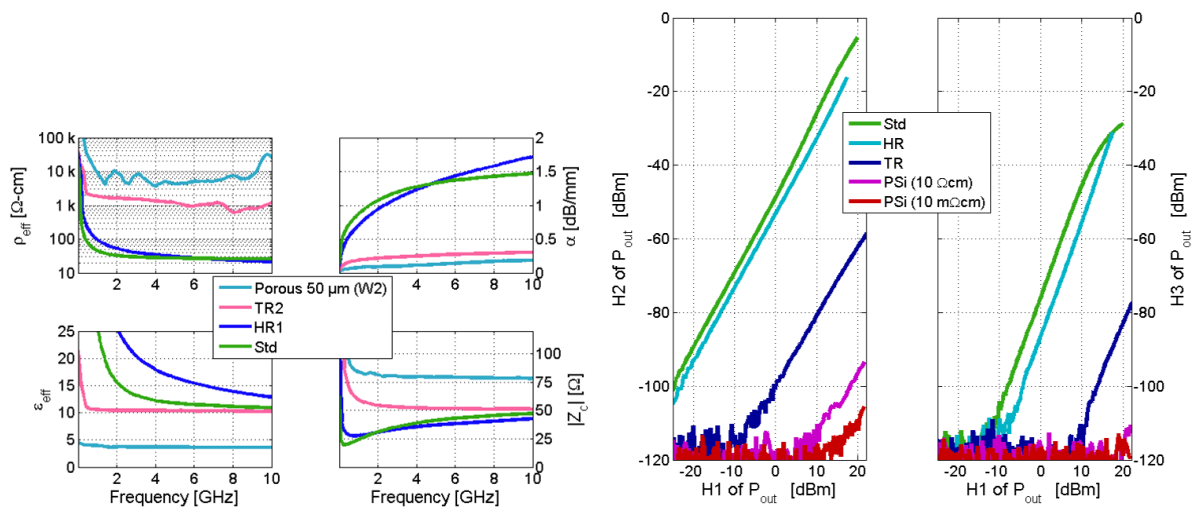 100 k
10 k
1 k
100
10
ρeff [Ω-cm]
2 4 6 8 10
2
1.5
1
0.5
0
α [dB/mm]
2 4 6 8 10
Porous 50 µm (W2)
TR2
HR1
Std
25
20
15
10
5
0
εeff
2 4 6 8 10
Frequency [GHz]
100
75
50
25
0
|Zc| [Ω]
0 2 4 6 8 10
Frequency [GHz]
0
-20
-40
-60
-80
-100
-120
H2 of Pout [dBm]
-20 -10 0 10 20
H1 of Pout [dBm]
Std
HR
TR
PSi (10 Ωcm)
PSi (10 mΩcm)
0
-20
-40
-60
-80
-100
-120
H3 of Pout [dBm]
-20 -10 0 10 20
H1 of Pout [dBm]